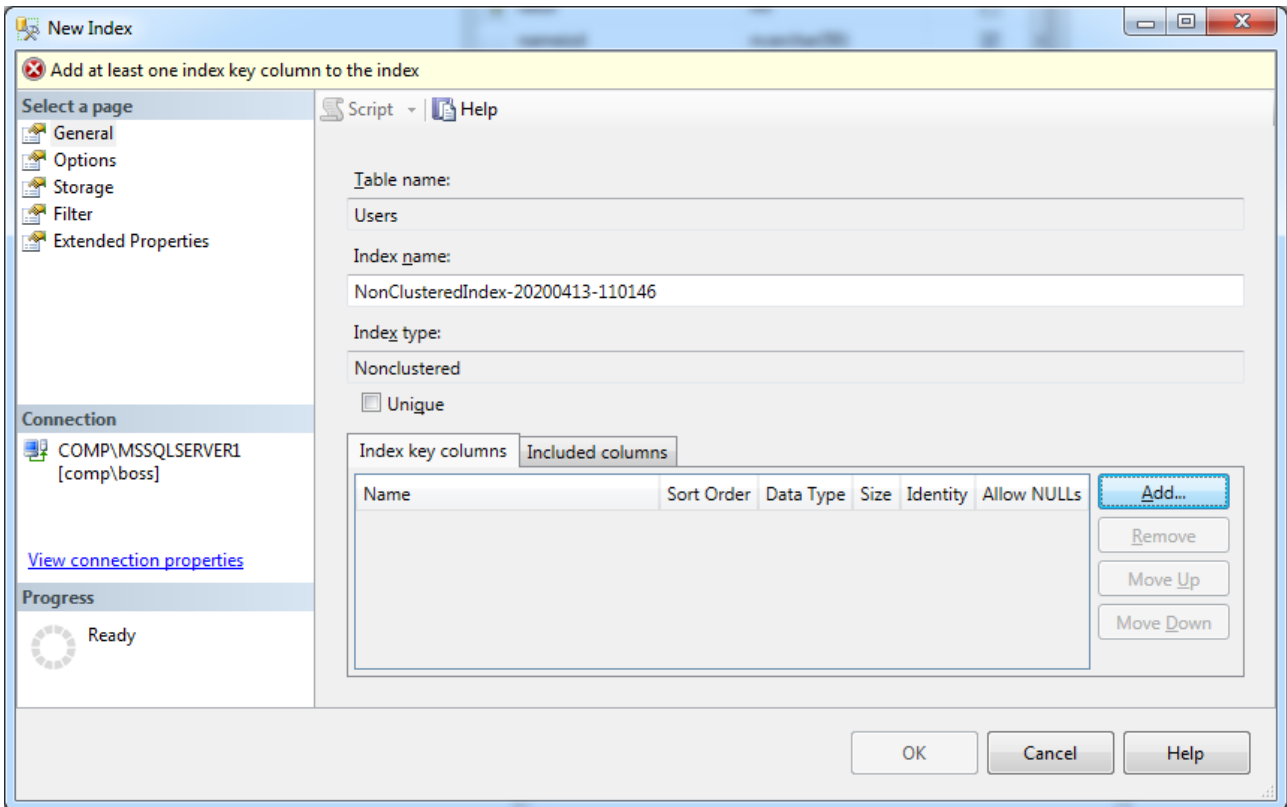 New Index
Add at least one index key column to the index
Select a page
General
Options
Storage
Filter
Extended Properties
Connection
COMP\MSSQLSERVER1
[comp\boss]
View connection properties
Progress
Ready
Script
Help
Table name:
Users
Index name:
NonClusteredIndex-20200413-110146
Index type:
Nonclustered
Unique
Index key columns
Included columns
Name Sort Order Data Type Size Identity Allow NULLs
Add...
Remove
Move Up
Move Down
OK
Cancel
Help